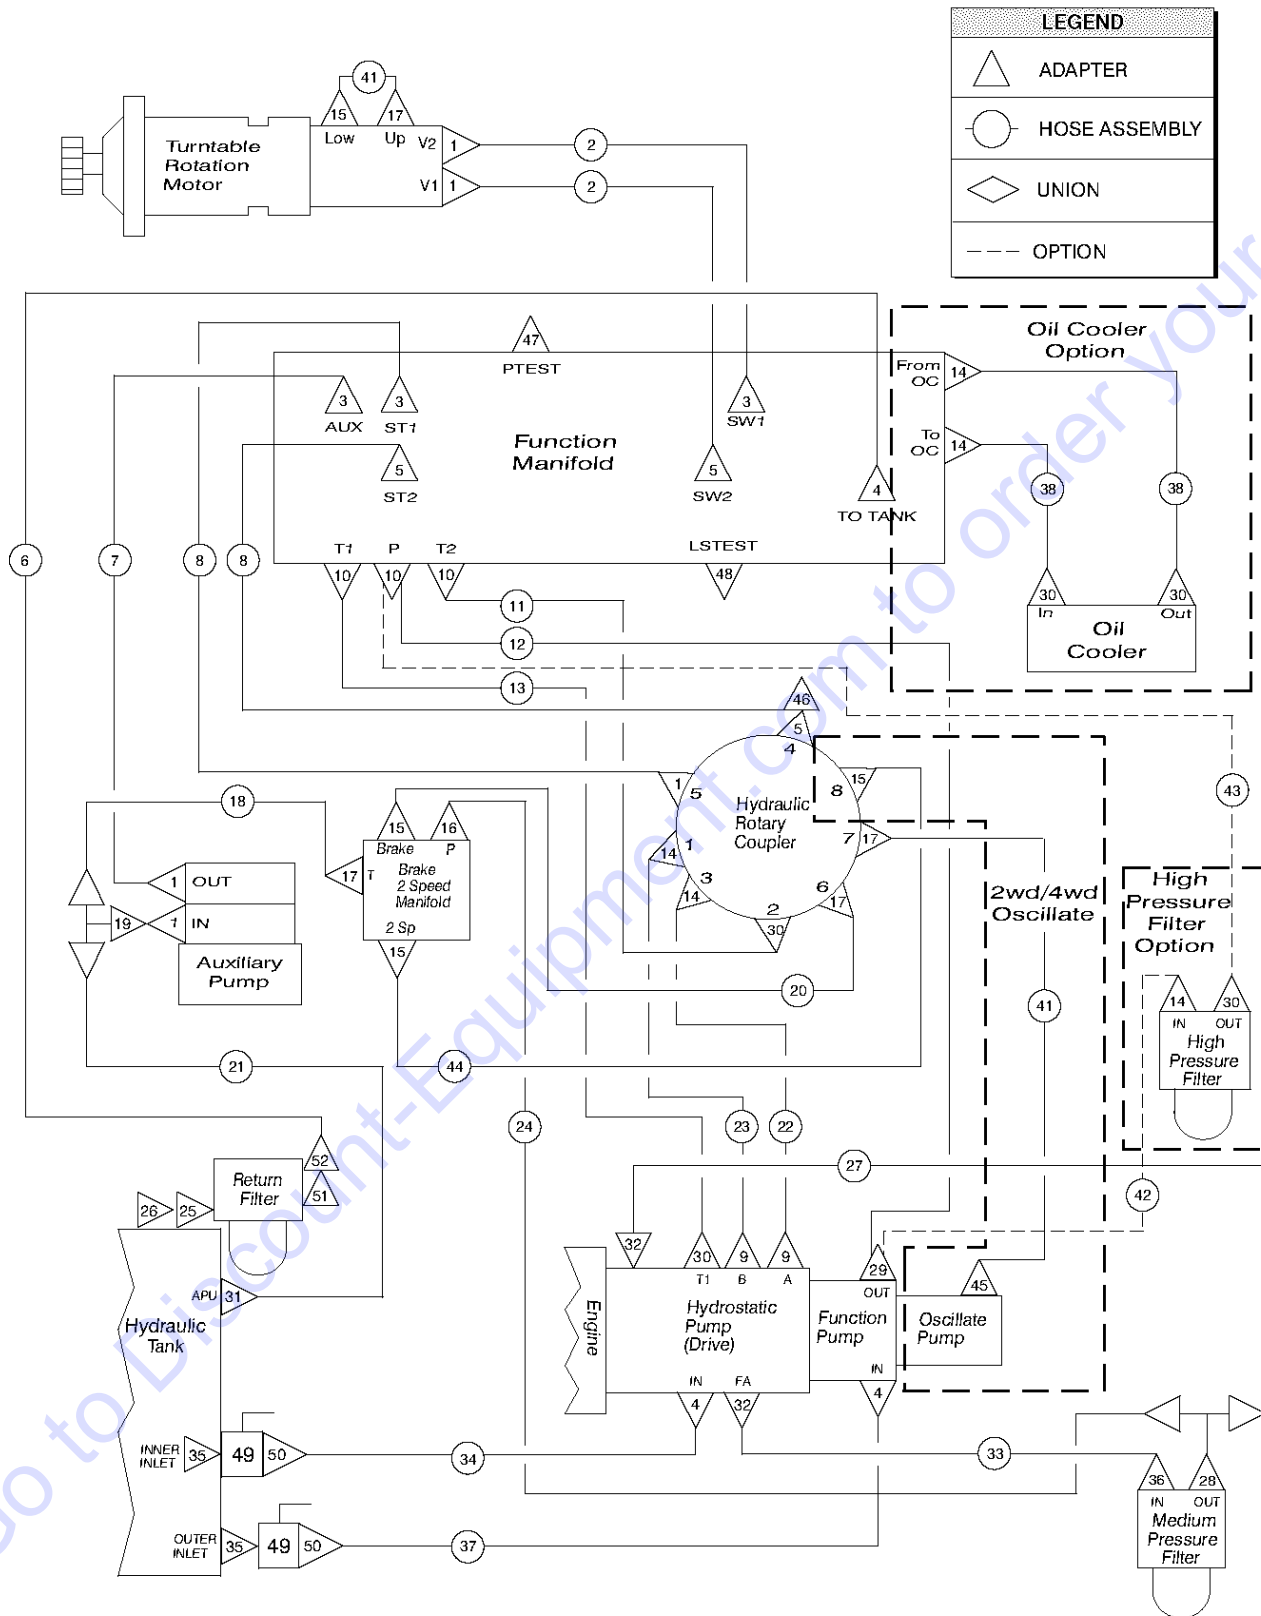 LEGEND
ADAPTER
HOSE ASSEMBLY
UNION
OPTION
41
15
17
Low
Up
V2
1
2
Turntable
Rotation
Motor
V1
1
2
Oil Cooler
Option
47
PTEST
From
OC
14
3
AUX
3
ST1
3
SW1
Function
Manifold
To
OC
14
5
ST2
5
SW2
4
TO TANK
38
38
6
7
8
8
T1
P
T2
LSTEST
10
10
10
48
30
30
In
Out
Oil
Cooler
11
12
13
46
5
4
1
5
15
8
43
18
15
16
Hydraulic
Rotary
Coupler
7
17
Brake
P
17
T
Brake
2 Speed
Manifold
2 Sp
15
14
1
3
14
6
17
2
30
1
OUT
19
1
IN
Auxiliary
Pump
2wd/4wd
Oscillate
High
Pressure
Filter
Option
20
41
14
30
IN
OUT
High
Pressure
Filter
21
44
24
23
22
52
51
Return
Filter
26
25
27
42
32
30
9
9
29
45
T1
B
A
OUT
APU
31
Hydraulic
Tank
Engine
Hydrostatic
Pump
(Drive)
Function
Pump
Oscillate
Pump
IN
FA
IN
4
32
4
INNER
INLET
35
49
50
34
33
36
28
IN
OUT
Medium
Pressure
Filter
OUTER
INLET
35
49
50
37
Go to Discount-Equipment.com to order your